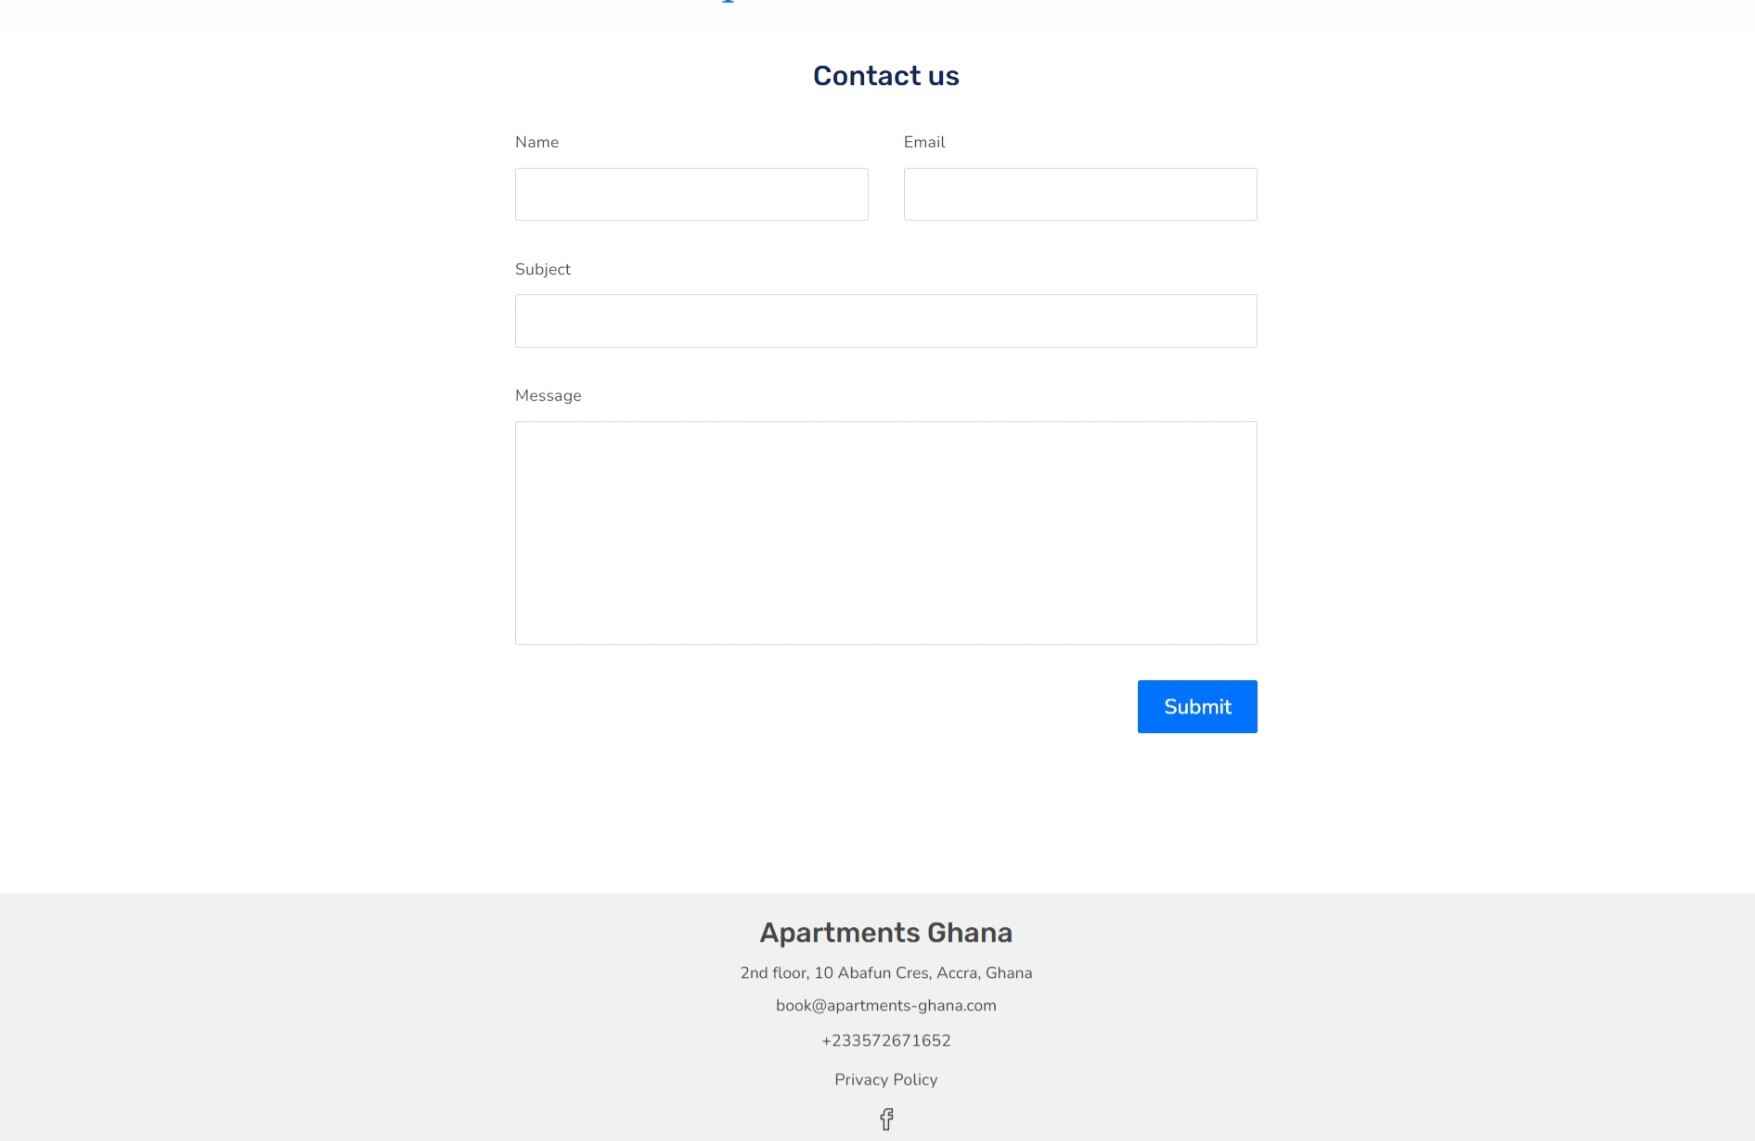 Contact us
Name Email
Subject
Message
Submit
Apartments Ghana
2nd floor, 10 Abafun Cres, Accra, Ghana
book@apartments-ghana.com
+233572671652
Privacy Policy